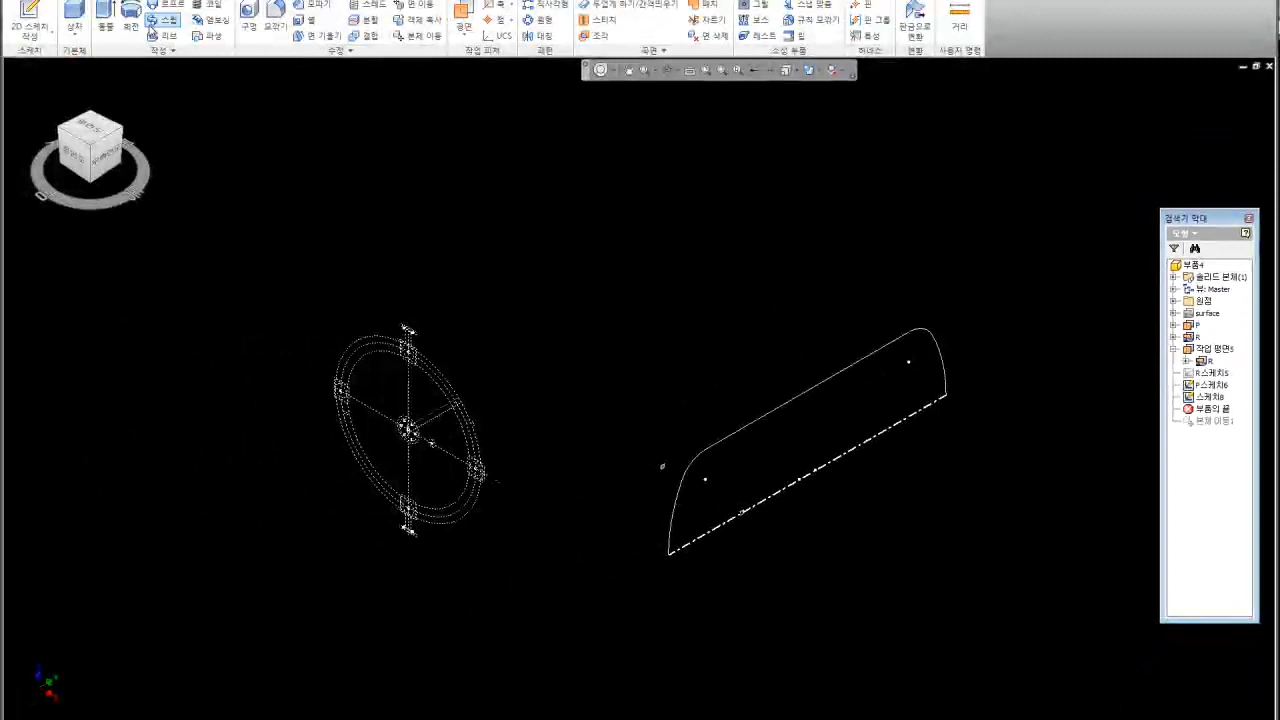 로프트 코일 모따기 스레드 면 이동 축 직사각형 두껍게 하기/간격띄우기 패치 그릴 스냅 맞춤 핀
2D 스케치 상자 돌출 회전 스윕 엠보싱 구멍 모깎기 쉘 분할 객체 복사 평면 점 원형 스티치 자르기 보스 규칙 모깎기 핀 그룹 판금으로 거리
작성 리브 파생 면 기울기 결합 본체 이동 UCS 대칭 조각 면 삭제 레스트 립 특성 변환
스케치 기본체 작성 수정 작업 피쳐 패턴 곡면 소성 부품 하네스 변환 사용자 명령
검색기 막대
모형
부품4
솔리드 본체(1)
뷰: Master
원점
surface
P
R
작업 평면5
R
R스케치5
P스케치6
스케치8
부품의 끝
본체 이동1